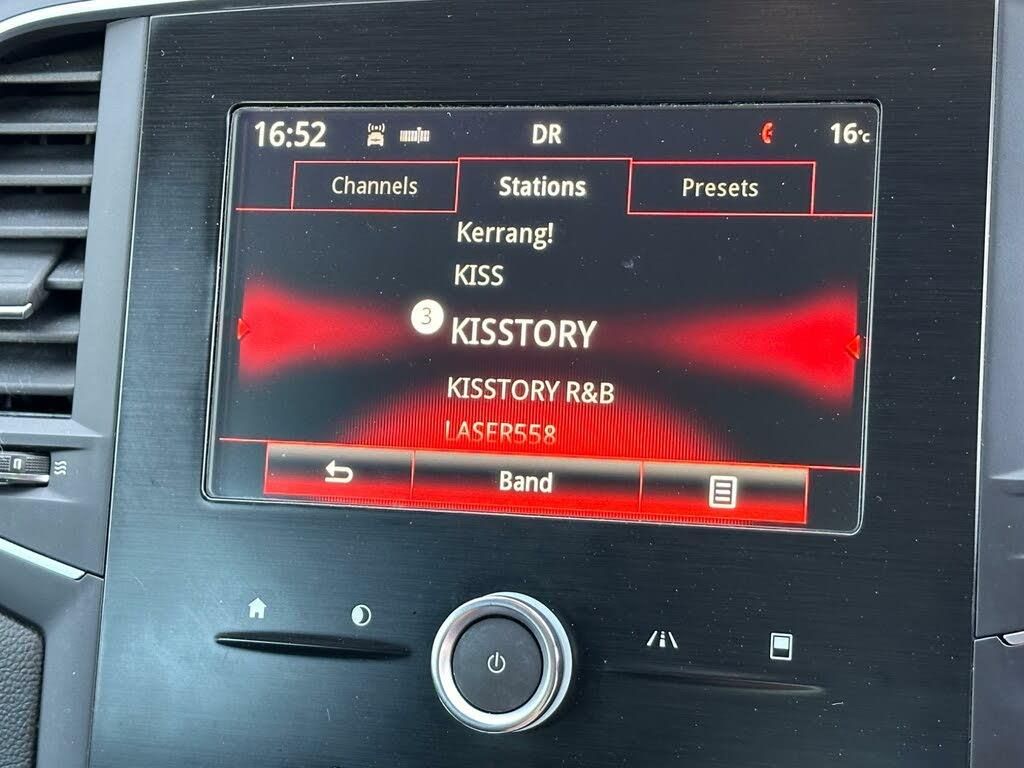 16:52 DR 16°C
Channels Stations Presets
Kerrang!
KISS
3 KISSTORY
KISSTORY R&B
LASER558
Band